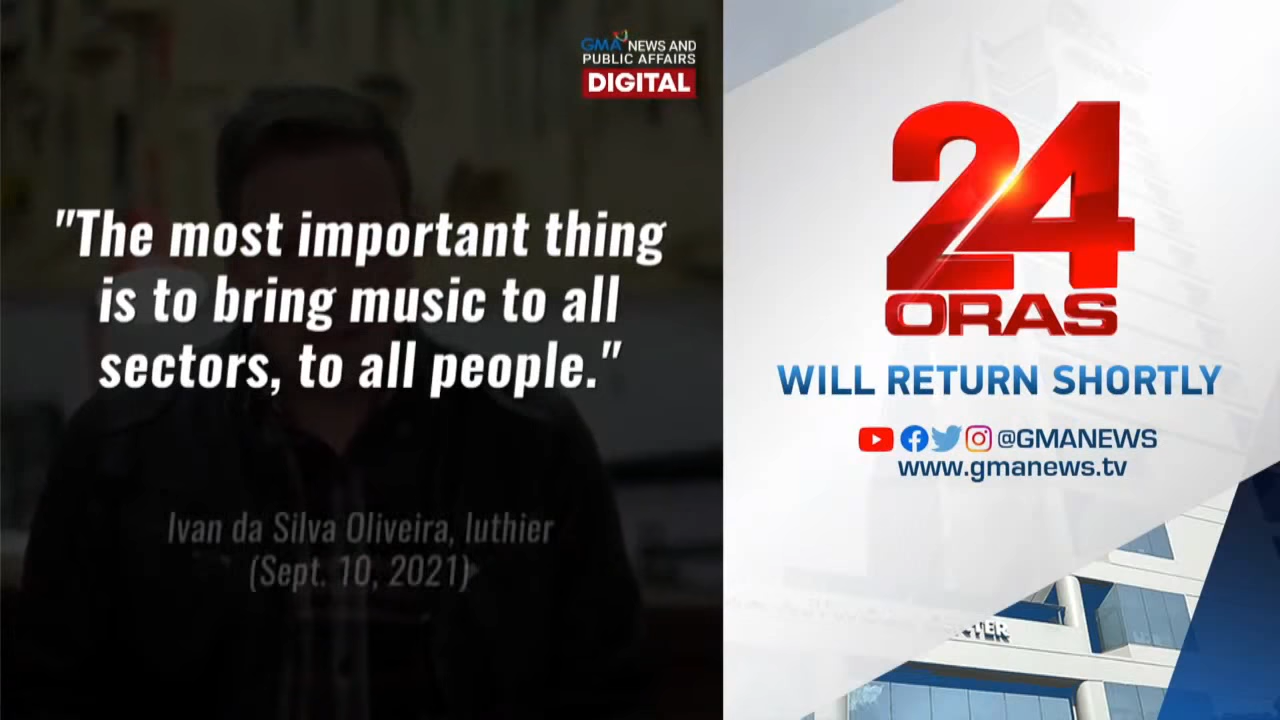 GMA NEWS AND
PUBLIC AFFAIRS
DIGITAL
"The most important thing
is to bring music to all
sectors, to all people."
Ivan da Silva Oliveira, luthier
(Sept. 10, 2021)
24
ORAS
WILL RETURN SHORTLY
@GMANEWS
www.gmanews.tv